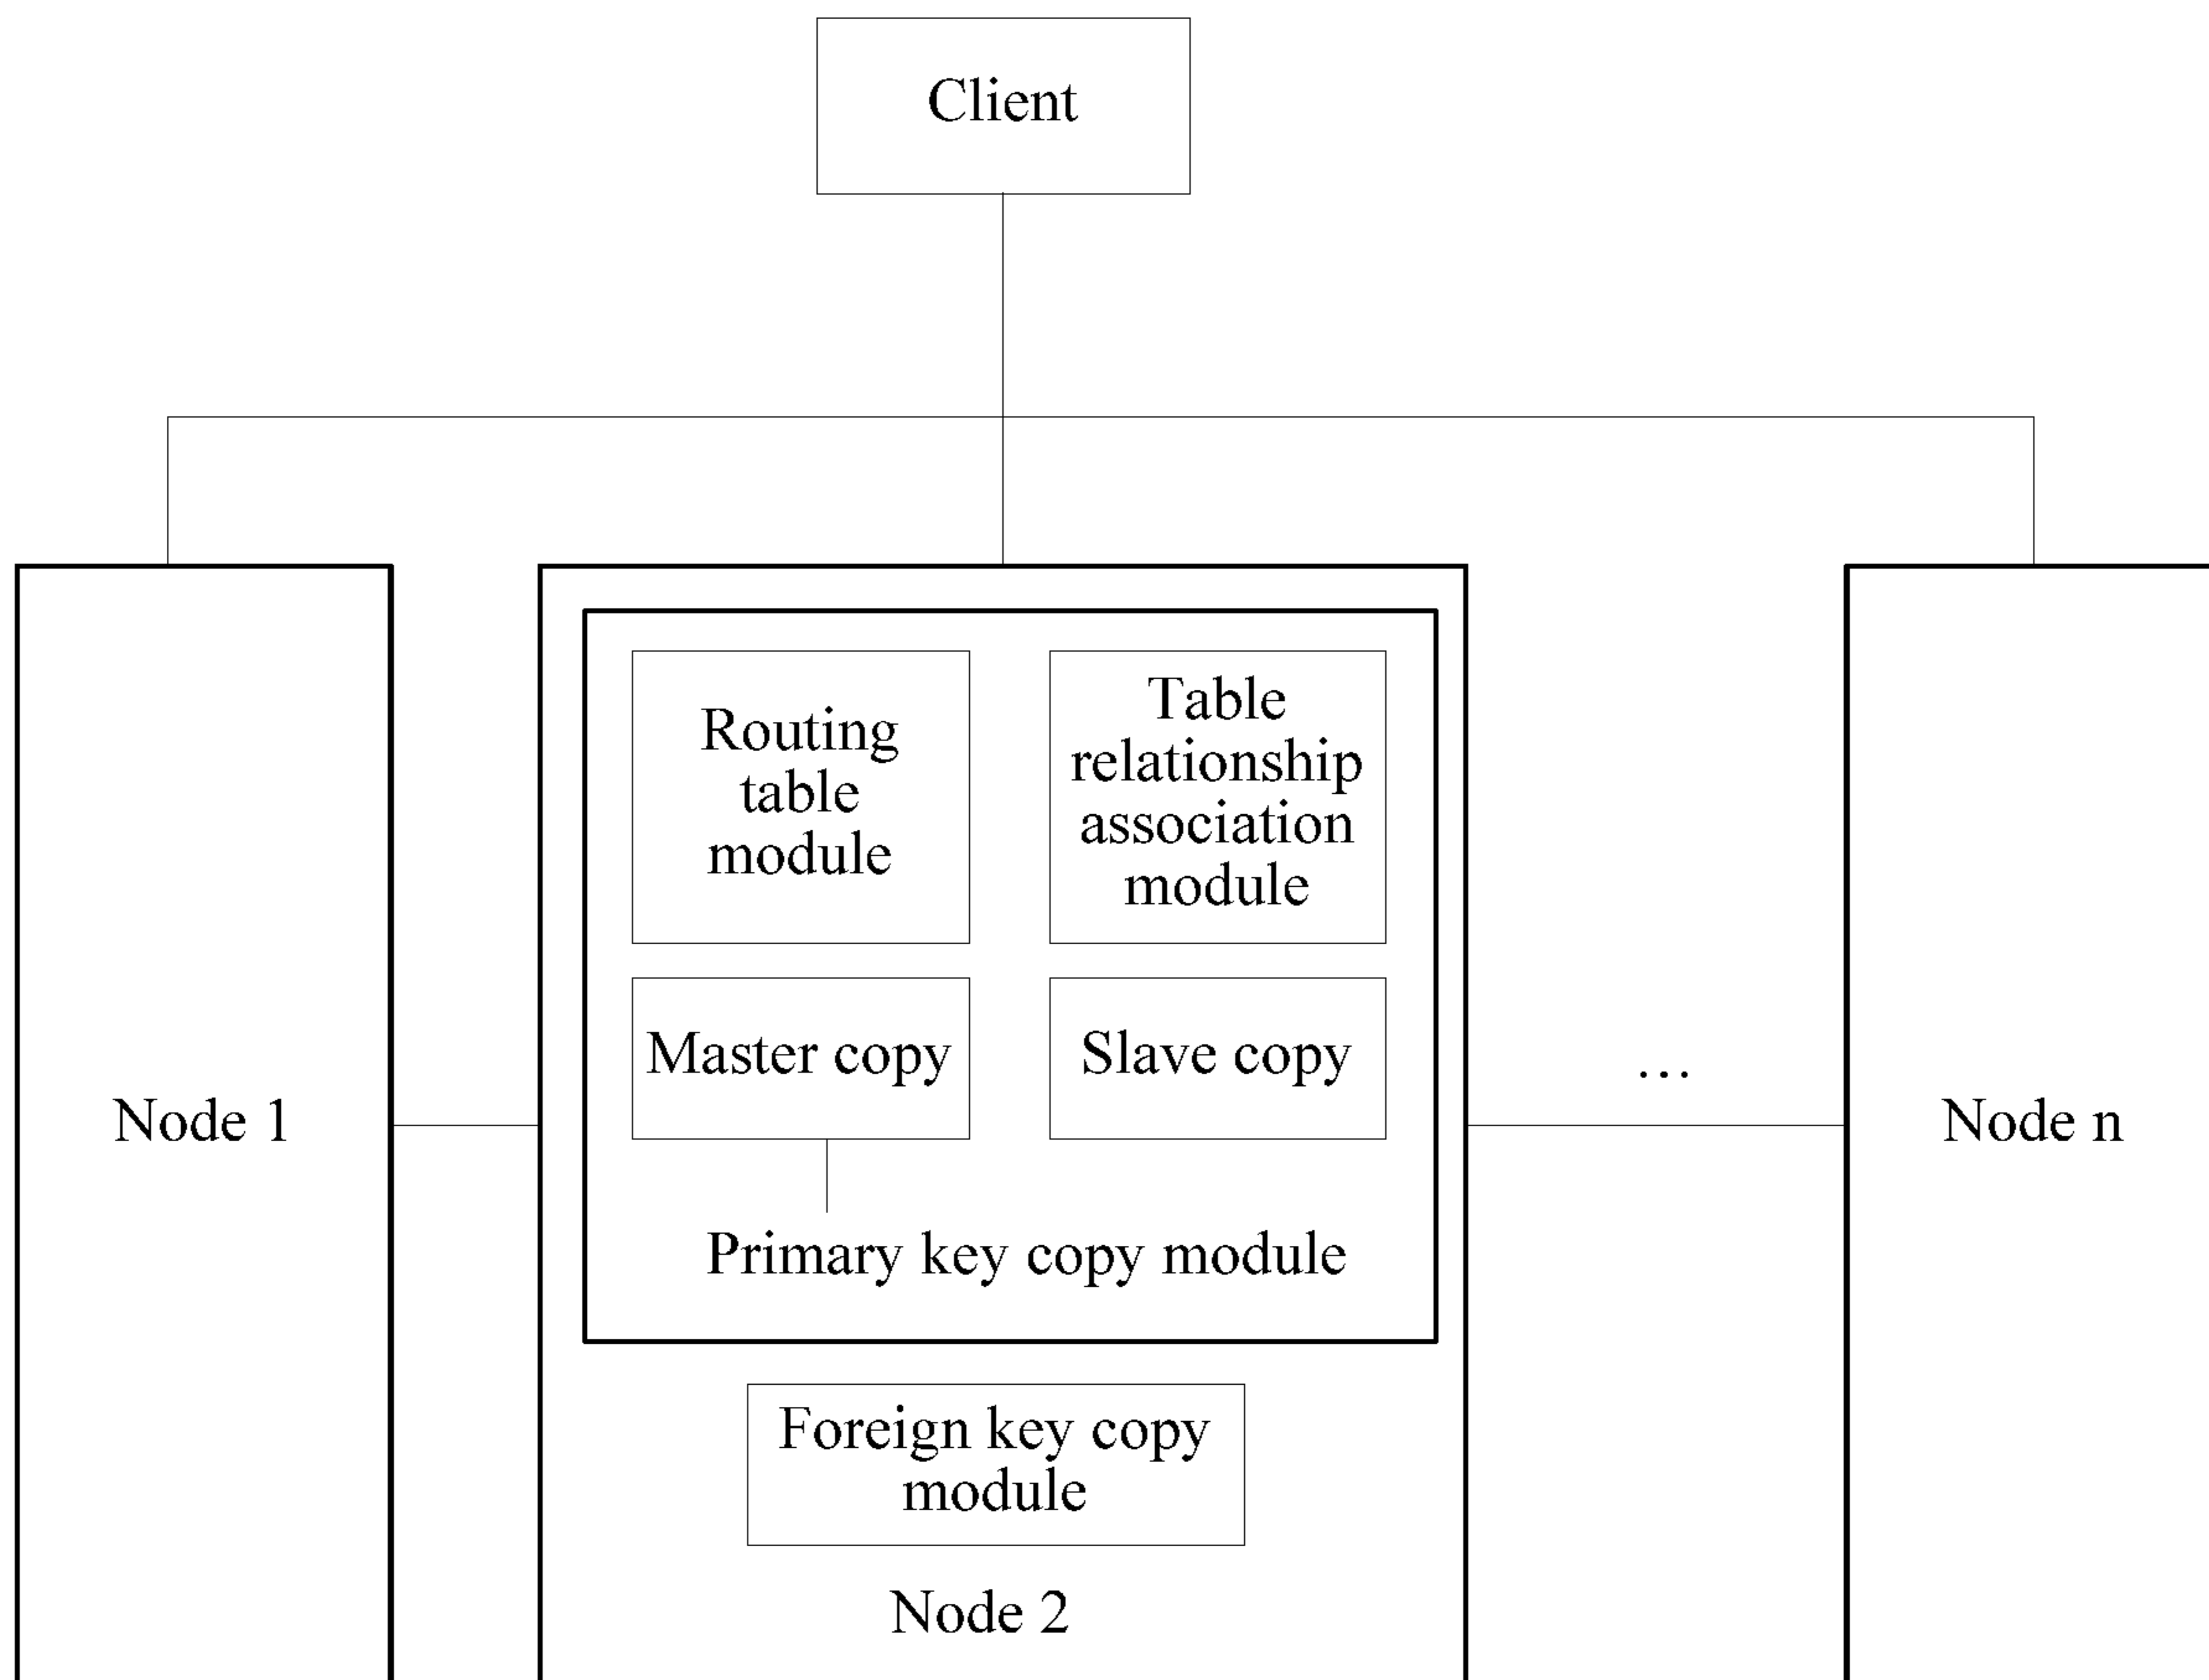 Client
Node 1
Routing
table
module
Table
relationship
association
module
Master copy
Slave copy
Primary key copy module
Foreign key copy
module
Node 2
...
Node n